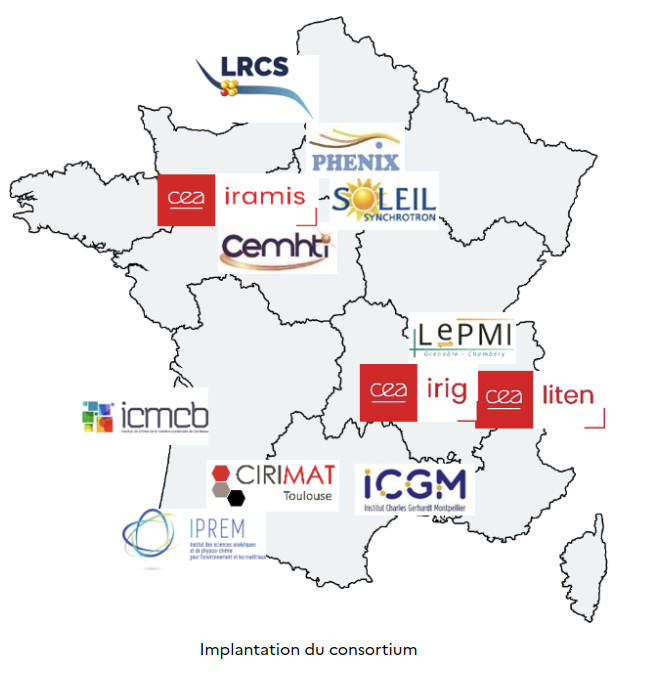 LRCS
PHENIX
cea iramis
SOLEIL
SYNCHROTRON
Cemhti
LePMI
Grenoble - Chambéry
cea irig
cea liten
icmcb
CIRIMAT
Toulouse
iCGM
Institut Charles Gerhardt Montpellier
IPREM
Institut des sciences analytiques
et de physico-chimie
pour l'environnement et les matériaux
Implantation du consortium